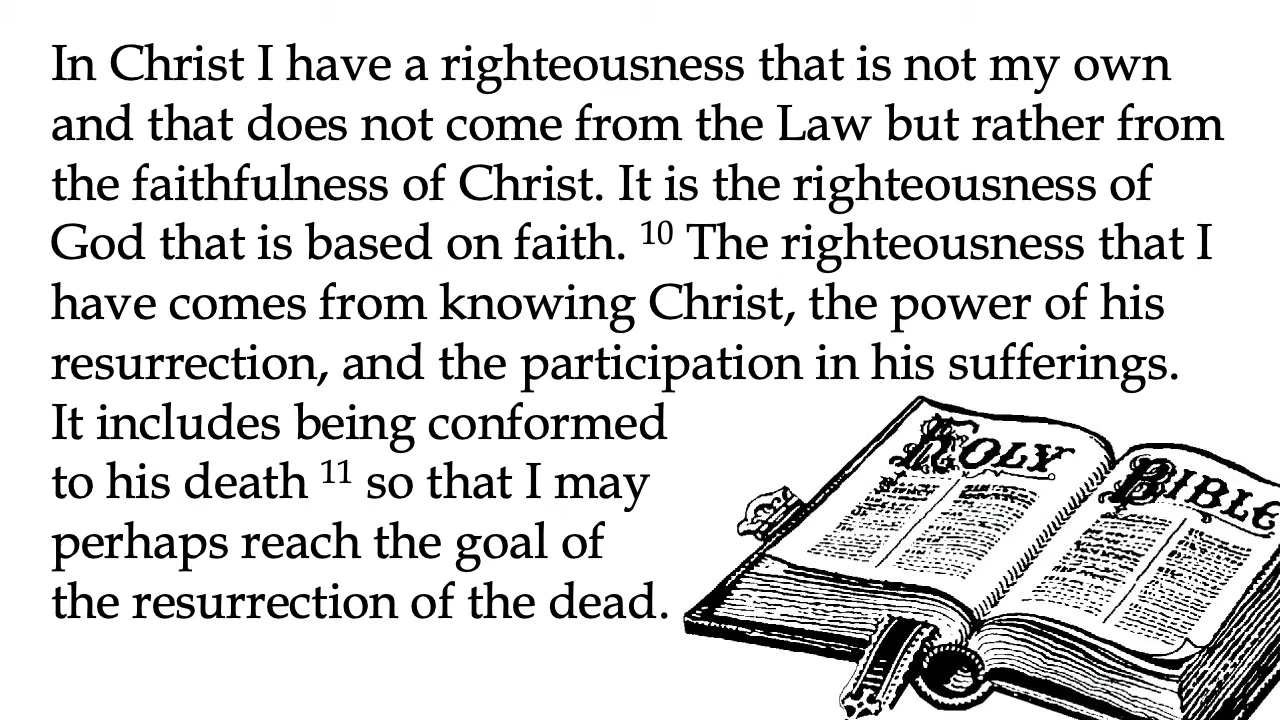 In Christ I have a righteousness that is not my own
and that does not come from the Law but rather from
the faithfulness of Christ. It is the righteousness of
God that is based on faith. ¹⁰ The righteousness that I
have comes from knowing Christ, the power of his
resurrection, and the participation in his sufferings.
It includes being conformed
to his death ¹¹ so that I may
perhaps reach the goal of
the resurrection of the dead.
HOLY
BIBLE